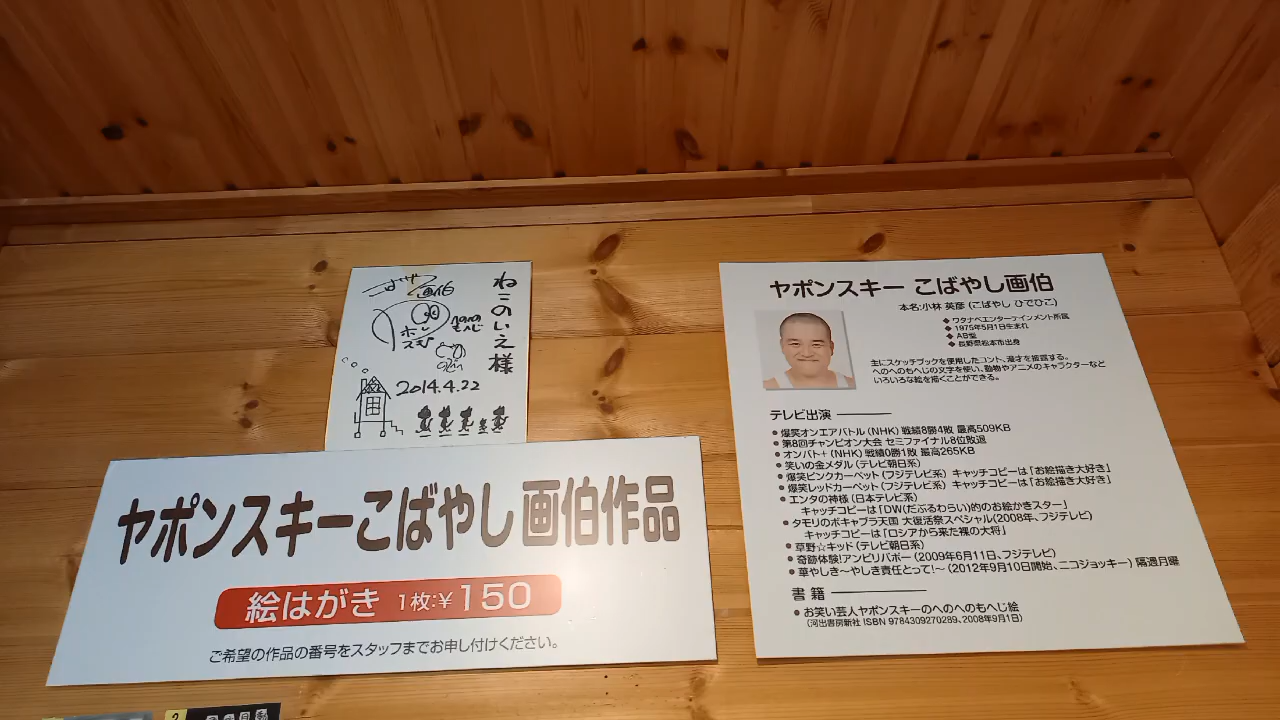 ねこのいえ様
画伯
2014.4.22
ヤポンスキーこばやし画伯作品
絵はがき 1枚:¥150
ご希望の作品の番号をスタッフまでお申し付けください。
ヤポンスキー こばやし画伯
本名:小林 英彦 (こばやし ひでひこ)
◆ ワタナベエンターテインメント所属
◆ 1975年5月1日生まれ
◆ AB型
◆ 長野県松本市出身
主にスケッチブックを使用したコント、漫才を披露する。
へのへのもへじの文字を使い、動物やアニメのキャラクターなど
いろいろな絵を描くことができる。
テレビ出演
● 爆笑オンエアバトル (NHK) 戦績8勝4敗 最高509KB
● 第8回チャンピオン大会 セミファイナル8位敗退
● オンバト+ (NHK) 戦績0勝1敗 最高265KB
● 笑いの金メダル (テレビ朝日系)
● 爆笑ピンクカーペット (フジテレビ系) キャッチコピーは「お絵描き大好き」
● 爆笑レッドカーペット (フジテレビ系) キャッチコピーは「お絵描き大好き」
● エンタの神様 (日本テレビ系)
キャッチコピーは「DW(だぶるわらい)的のお絵かきスター」
● タモリのボキャブラ天国 大復活祭スペシャル(2008年、フジテレビ)
キャッチコピーは「ロシアから来た裸の大将」
● 草野☆キッド (テレビ朝日系)
● 奇跡体験!アンビリバボー (2009年6月11日、フジテレビ)
● 華やしき〜やしき責任とって!〜 (2012年9月10日開始、ニコジョッキー) 隔週月曜
書籍
● お笑い芸人ヤポンスキーのへのへのもへじ絵
(河出書房新社 ISBN 9784309270289、2008年9月1日)